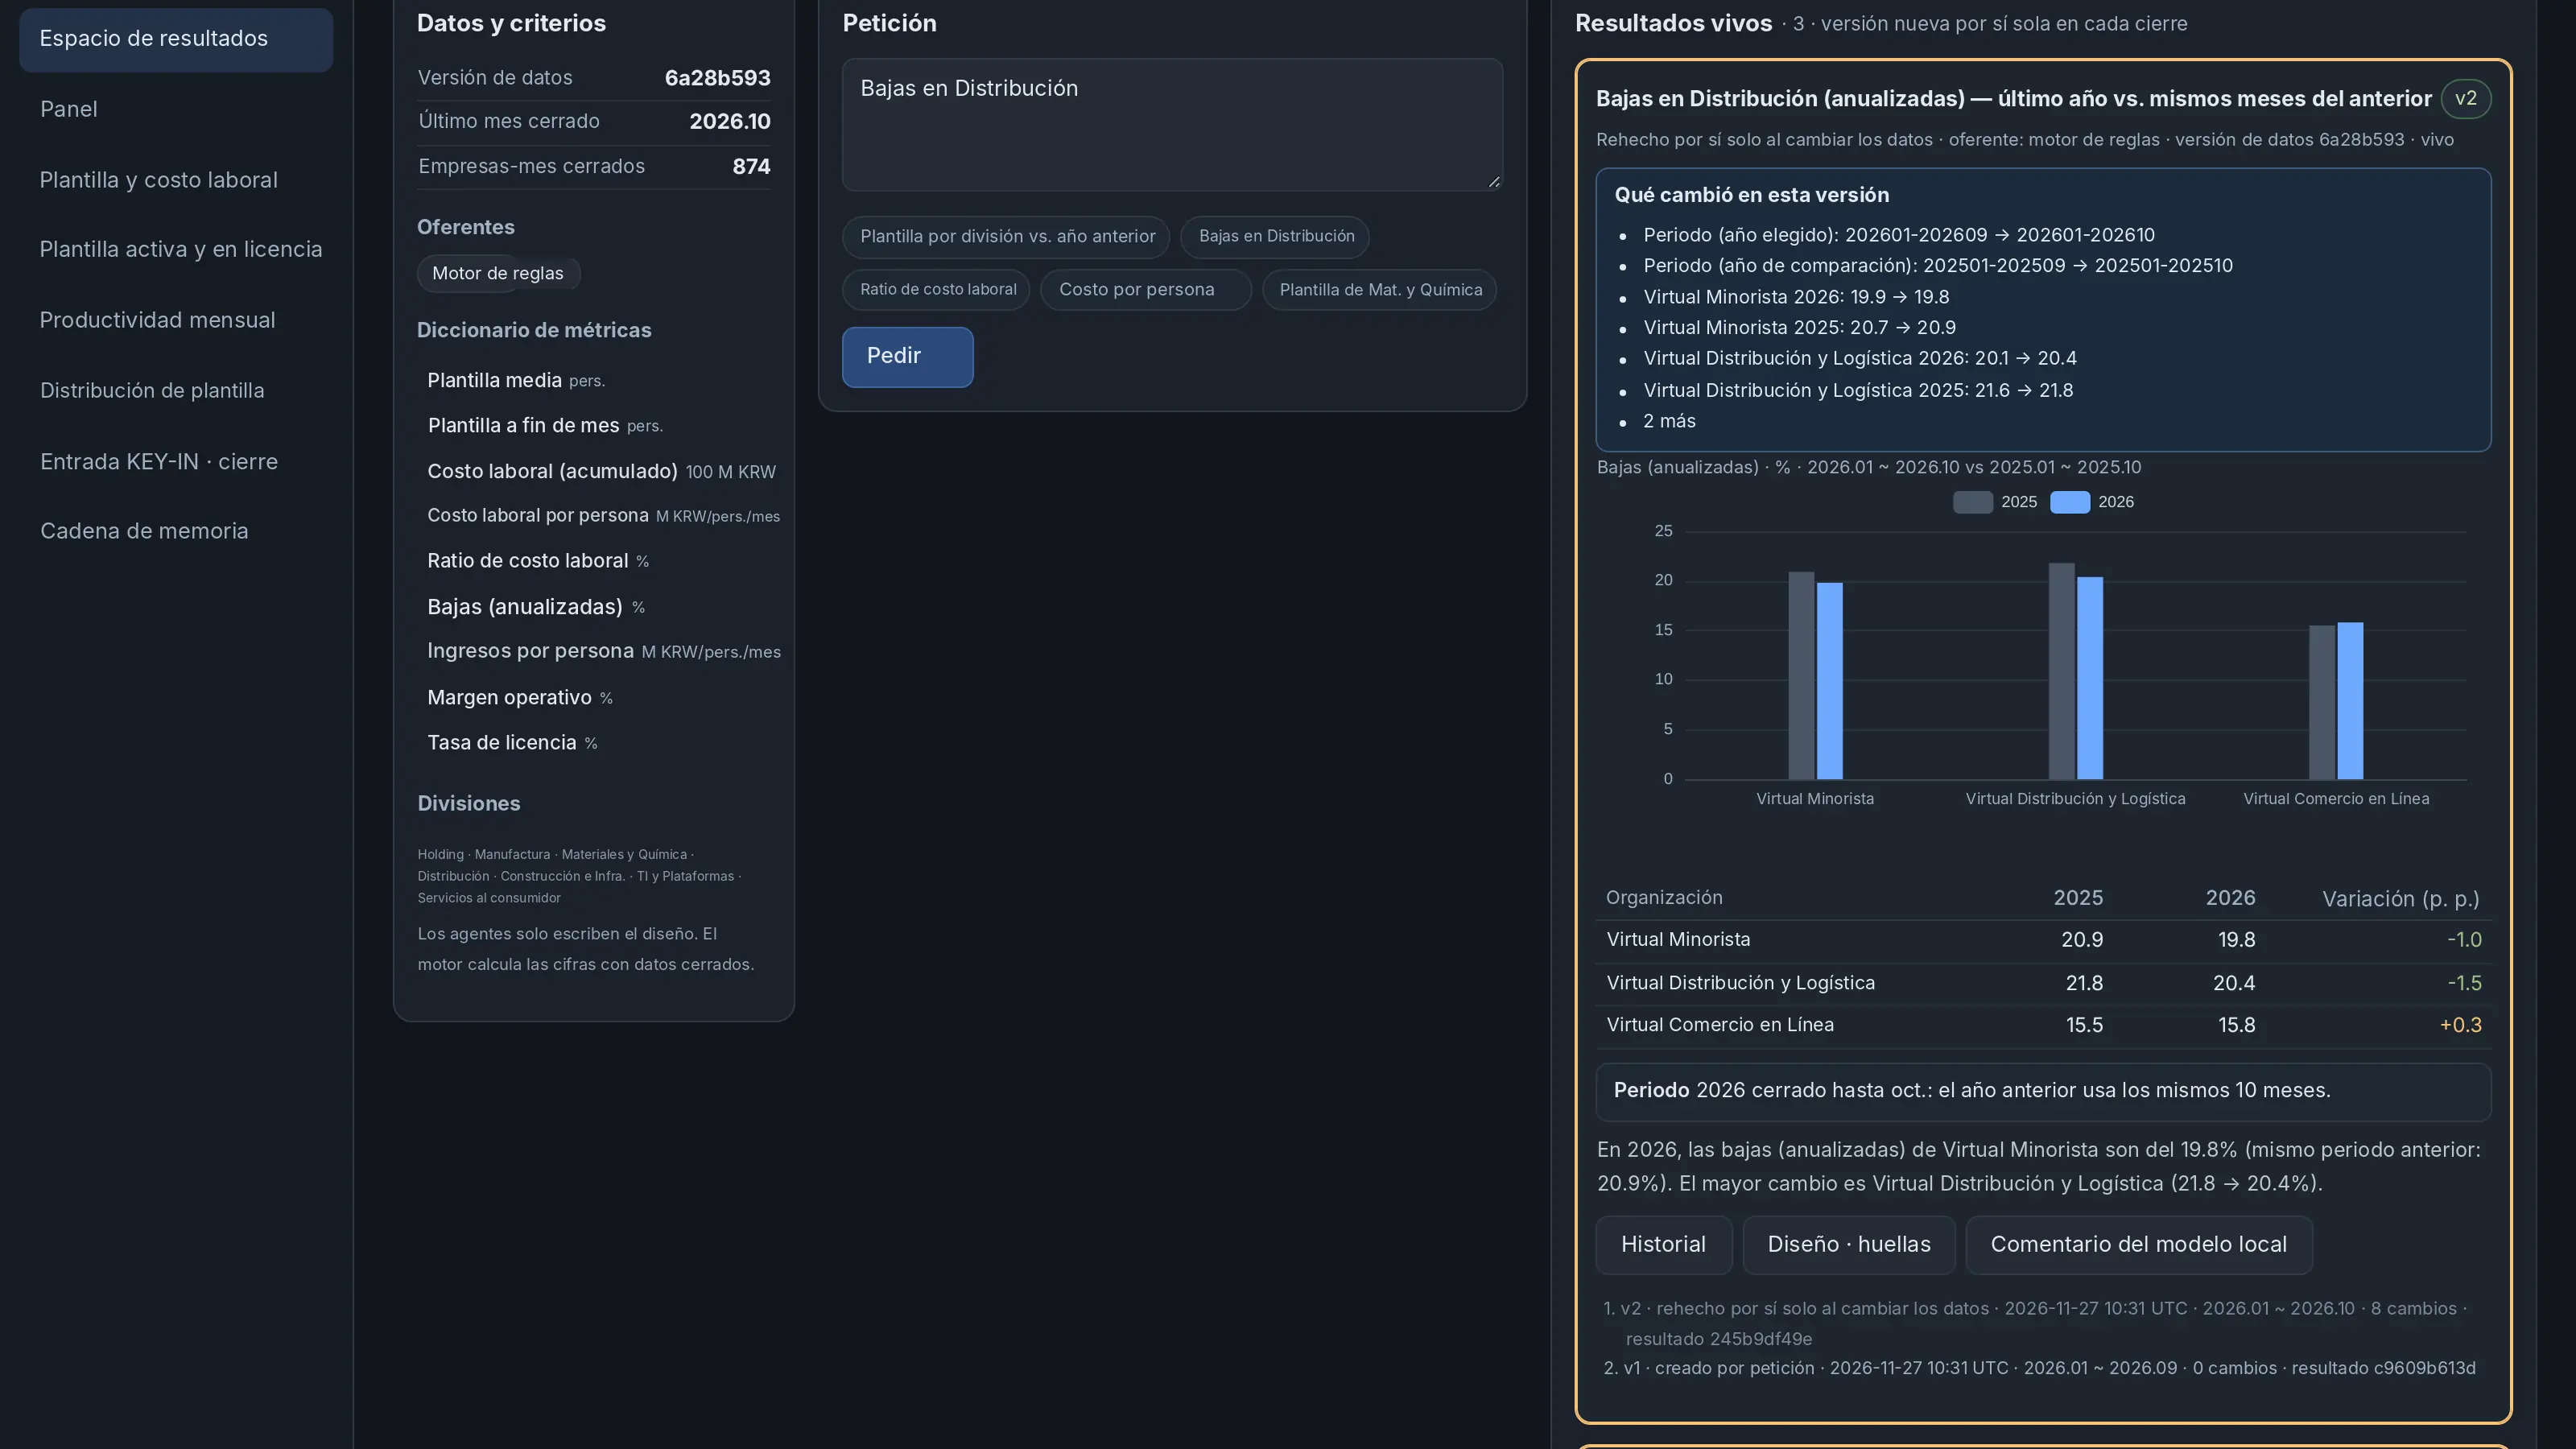 Espacio de resultados
Panel
Plantilla y costo laboral
Plantilla activa y en licencia
Productividad mensual
Distribución de plantilla
Entrada KEY-IN · cierre
Cadena de memoria
Datos y criterios
Versión de datos 6a28b593
Último mes cerrado 2026.10
Empresas-mes cerrados 874
Oferentes
Motor de reglas
Diccionario de métricas
Plantilla media pers.
Plantilla a fin de mes pers.
Costo laboral (acumulado) 100 M KRW
Costo laboral por persona M KRW/pers./mes
Ratio de costo laboral %
Bajas (anualizadas) %
Ingresos por persona M KRW/pers./mes
Margen operativo %
Tasa de licencia %
Divisiones
Holding · Manufactura · Materiales y Química ·
Distribución · Construcción e Infra. · TI y Plataformas ·
Servicios al consumidor
Los agentes solo escriben el diseño. El
motor calcula las cifras con datos cerrados.
Petición
Bajas en Distribución
Plantilla por división vs. año anterior Bajas en Distribución
Ratio de costo laboral Costo por persona Plantilla de Mat. y Química
Pedir
Resultados vivos · 3 · versión nueva por sí sola en cada cierre
Bajas en Distribución (anualizadas) — último año vs. mismos meses del anterior v2
Rehecho por sí solo al cambiar los datos · oferente: motor de reglas · versión de datos 6a28b593 · vivo
Qué cambió en esta versión
• Periodo (año elegido): 202601-202609 → 202601-202610
• Periodo (año de comparación): 202501-202509 → 202501-202510
• Virtual Minorista 2026: 19.9 → 19.8
• Virtual Minorista 2025: 20.7 → 20.9
• Virtual Distribución y Logística 2026: 20.1 → 20.4
• Virtual Distribución y Logística 2025: 21.6 → 21.8
• 2 más
Bajas (anualizadas) · % · 2026.01 ~ 2026.10 vs 2025.01 ~ 2025.10
2025 2026
25
20
15
10
5
0
Virtual Minorista Virtual Distribución y Logística Virtual Comercio en Línea
Organización 2025 2026 Variación (p. p.)
Virtual Minorista 20.9 19.8 -1.0
Virtual Distribución y Logística 21.8 20.4 -1.5
Virtual Comercio en Línea 15.5 15.8 +0.3
Periodo 2026 cerrado hasta oct.: el año anterior usa los mismos 10 meses.
En 2026, las bajas (anualizadas) de Virtual Minorista son del 19.8% (mismo periodo anterior:
20.9%). El mayor cambio es Virtual Distribución y Logística (21.8 → 20.4%).
Historial Diseño · huellas Comentario del modelo local
1. v2 · rehecho por sí solo al cambiar los datos · 2026-11-27 10:31 UTC · 2026.01 ~ 2026.10 · 8 cambios ·
resultado 245b9df49e
2. v1 · creado por petición · 2026-11-27 10:31 UTC · 2026.01 ~ 2026.09 · 0 cambios · resultado c9609b613d